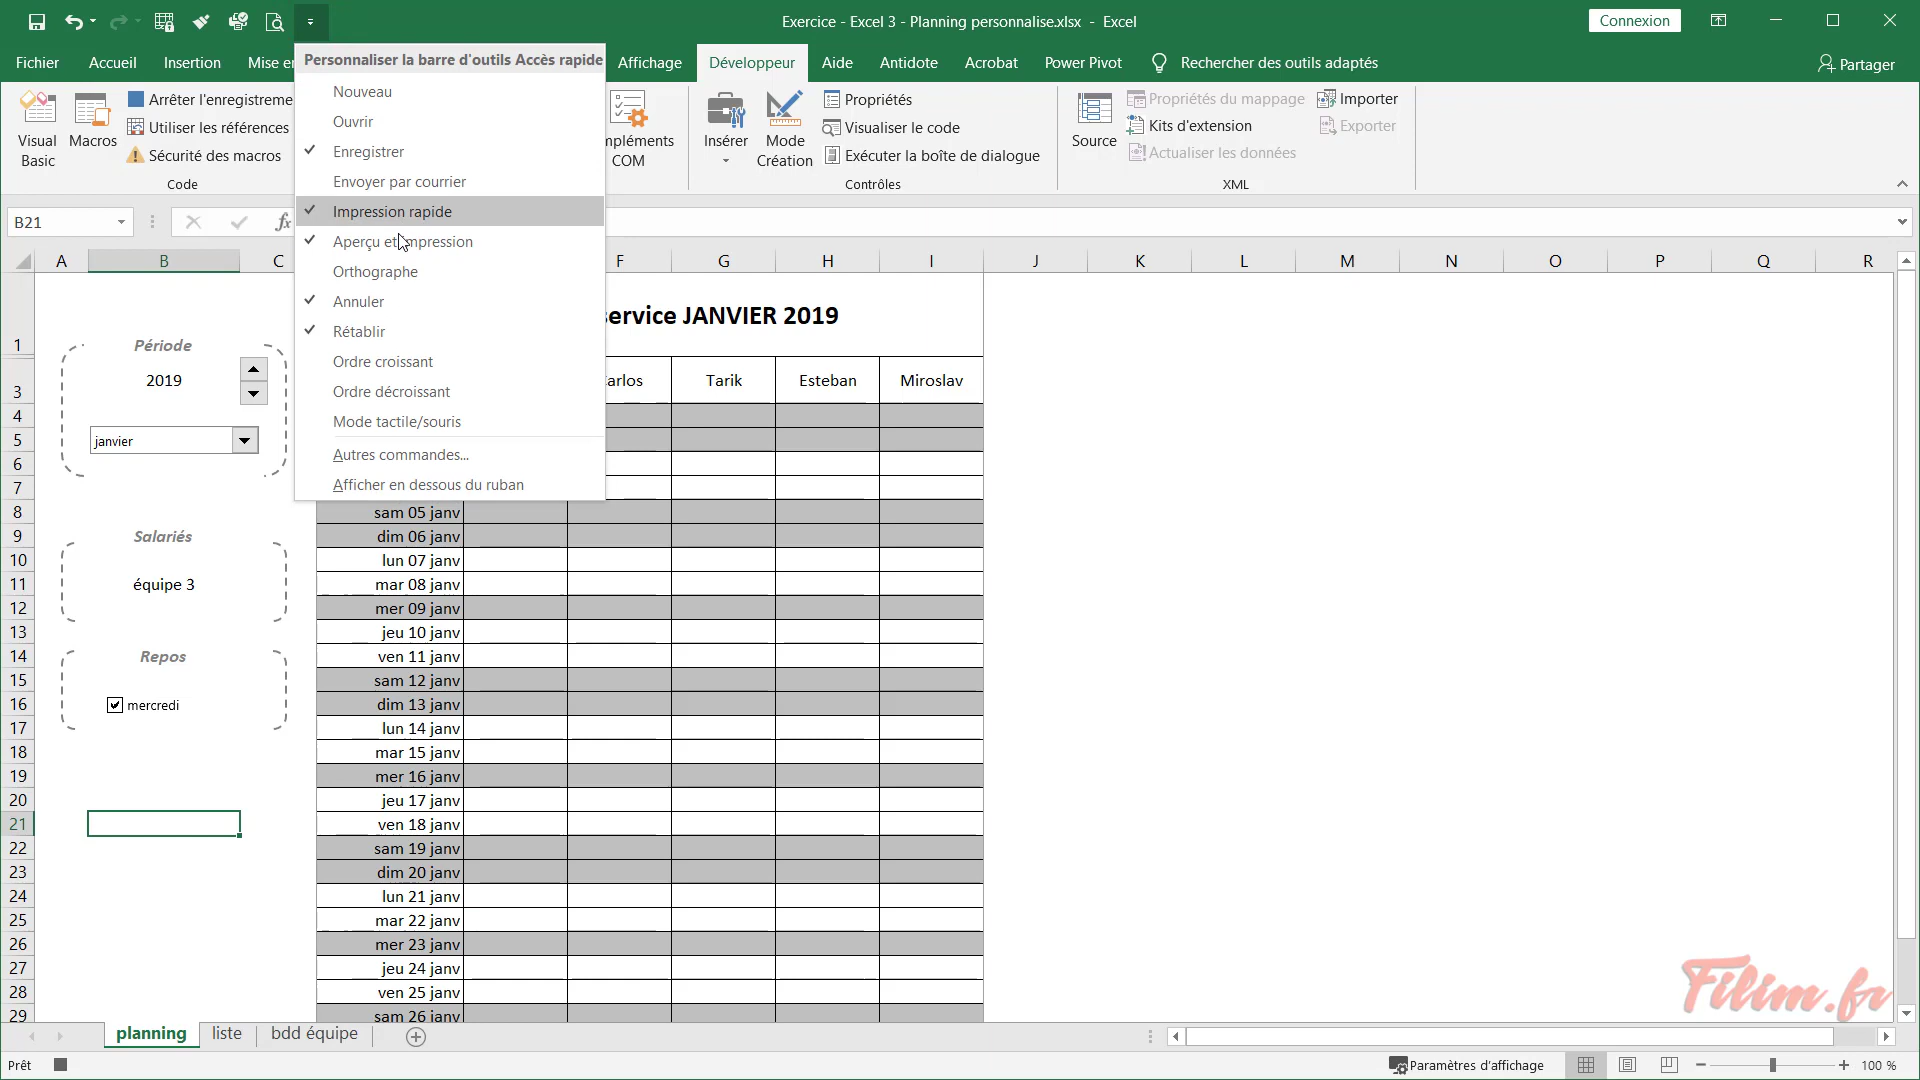 Exercice - Excel 3 - Planning personnalise.xlsx - Excel
Connexion
Fichier
Accueil
Insertion
Mise en
Affichage
Développeur
Aide
Antidote
Acrobat
Power Pivot
Rechercher des outils adaptés
Partager
Visual Basic
Macros
Arrêter l'enregistreme
Utiliser les références
Sécurité des macros
Code
mpléments COM
Insérer
Mode Création
Propriétés
Visualiser le code
Exécuter la boîte de dialogue
Contrôles
Source
Propriétés du mappage
Kits d'extension
Actualiser les données
Importer
Exporter
XML
Personnaliser la barre d'outils Accès rapide
Nouveau
Ouvrir
Enregistrer
Envoyer par courrier
Impression rapide
Aperçu et impression
Orthographe
Annuler
Rétablir
Ordre croissant
Ordre décroissant
Mode tactile/souris
Autres commandes...
Afficher en dessous du ruban
B21
fx
A B C F G H I J K L M N O P Q R
1
ervice JANVIER 2019
Période
2019
janvier
3
arlos Tarik Esteban Miroslav
4
5
6
7
8 sam 05 janv
9 dim 06 janv
Salariés
10 lun 07 janv
11 mar 08 janv
équipe 3
12 mer 09 janv
13 jeu 10 janv
14 ven 11 janv
Repos
15 sam 12 janv
16 dim 13 janv
mercredi
17 lun 14 janv
18 mar 15 janv
19 mer 16 janv
20 jeu 17 janv
21 ven 18 janv
22 sam 19 janv
23 dim 20 janv
24 lun 21 janv
25 mar 22 janv
26 mer 23 janv
27 jeu 24 janv
28 ven 25 janv
29 sam 26 janv
Filim.fr
planning
liste
bdd équipe
Prêt
Paramètres d'affichage
100 %